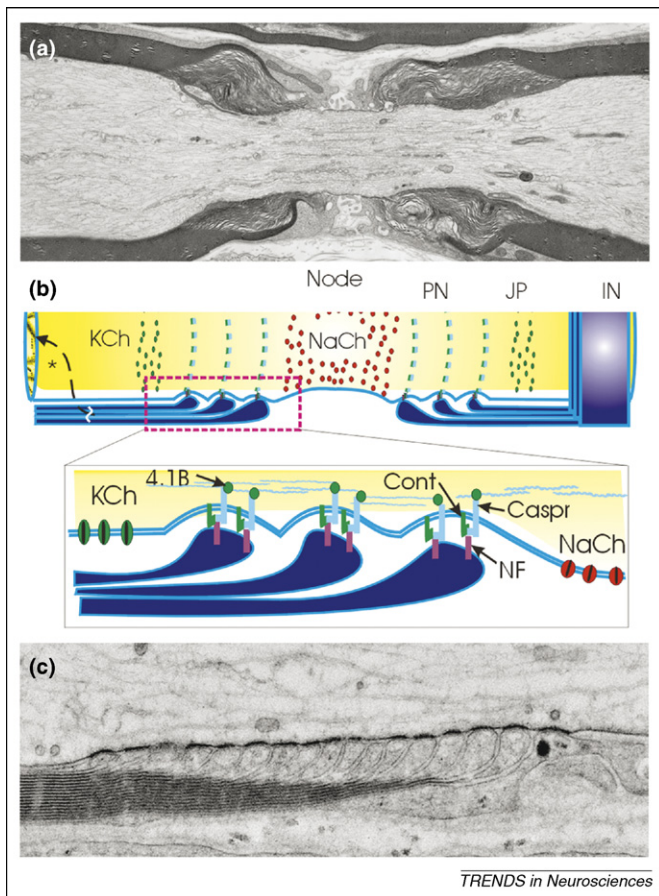 (a)
(b)
Node
PN
JP
IN
KCh
NaCh
*
4.1B
Cont
KCh
Caspr
NaCh
NF
(c)
TRENDS in Neurosciences